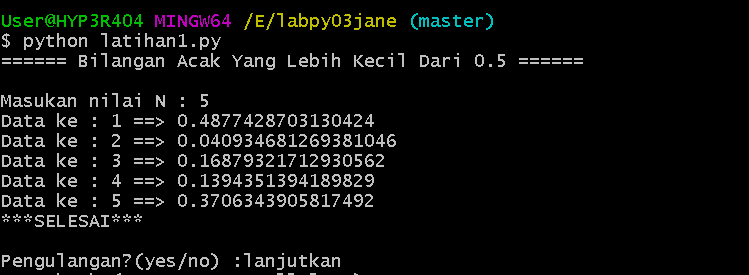 User@HYP3R404 MINGW64 /E/labpy03jane (master)
$ python latihan1.py
====== Bilangan Acak Yang Lebih Kecil Dari 0.5 ======
Masukan nilai N : 5
Data ke : 1 ==> 0.4877428703130424
Data ke : 2 ==> 0.040934681269381046
Data ke : 3 ==> 0.16879321712930562
Data ke : 4 ==> 0.1394351394189829
Data ke : 5 ==> 0.3706343905817492
***SELESAI***
Pengulangan?(yes/no) :lanjutkan